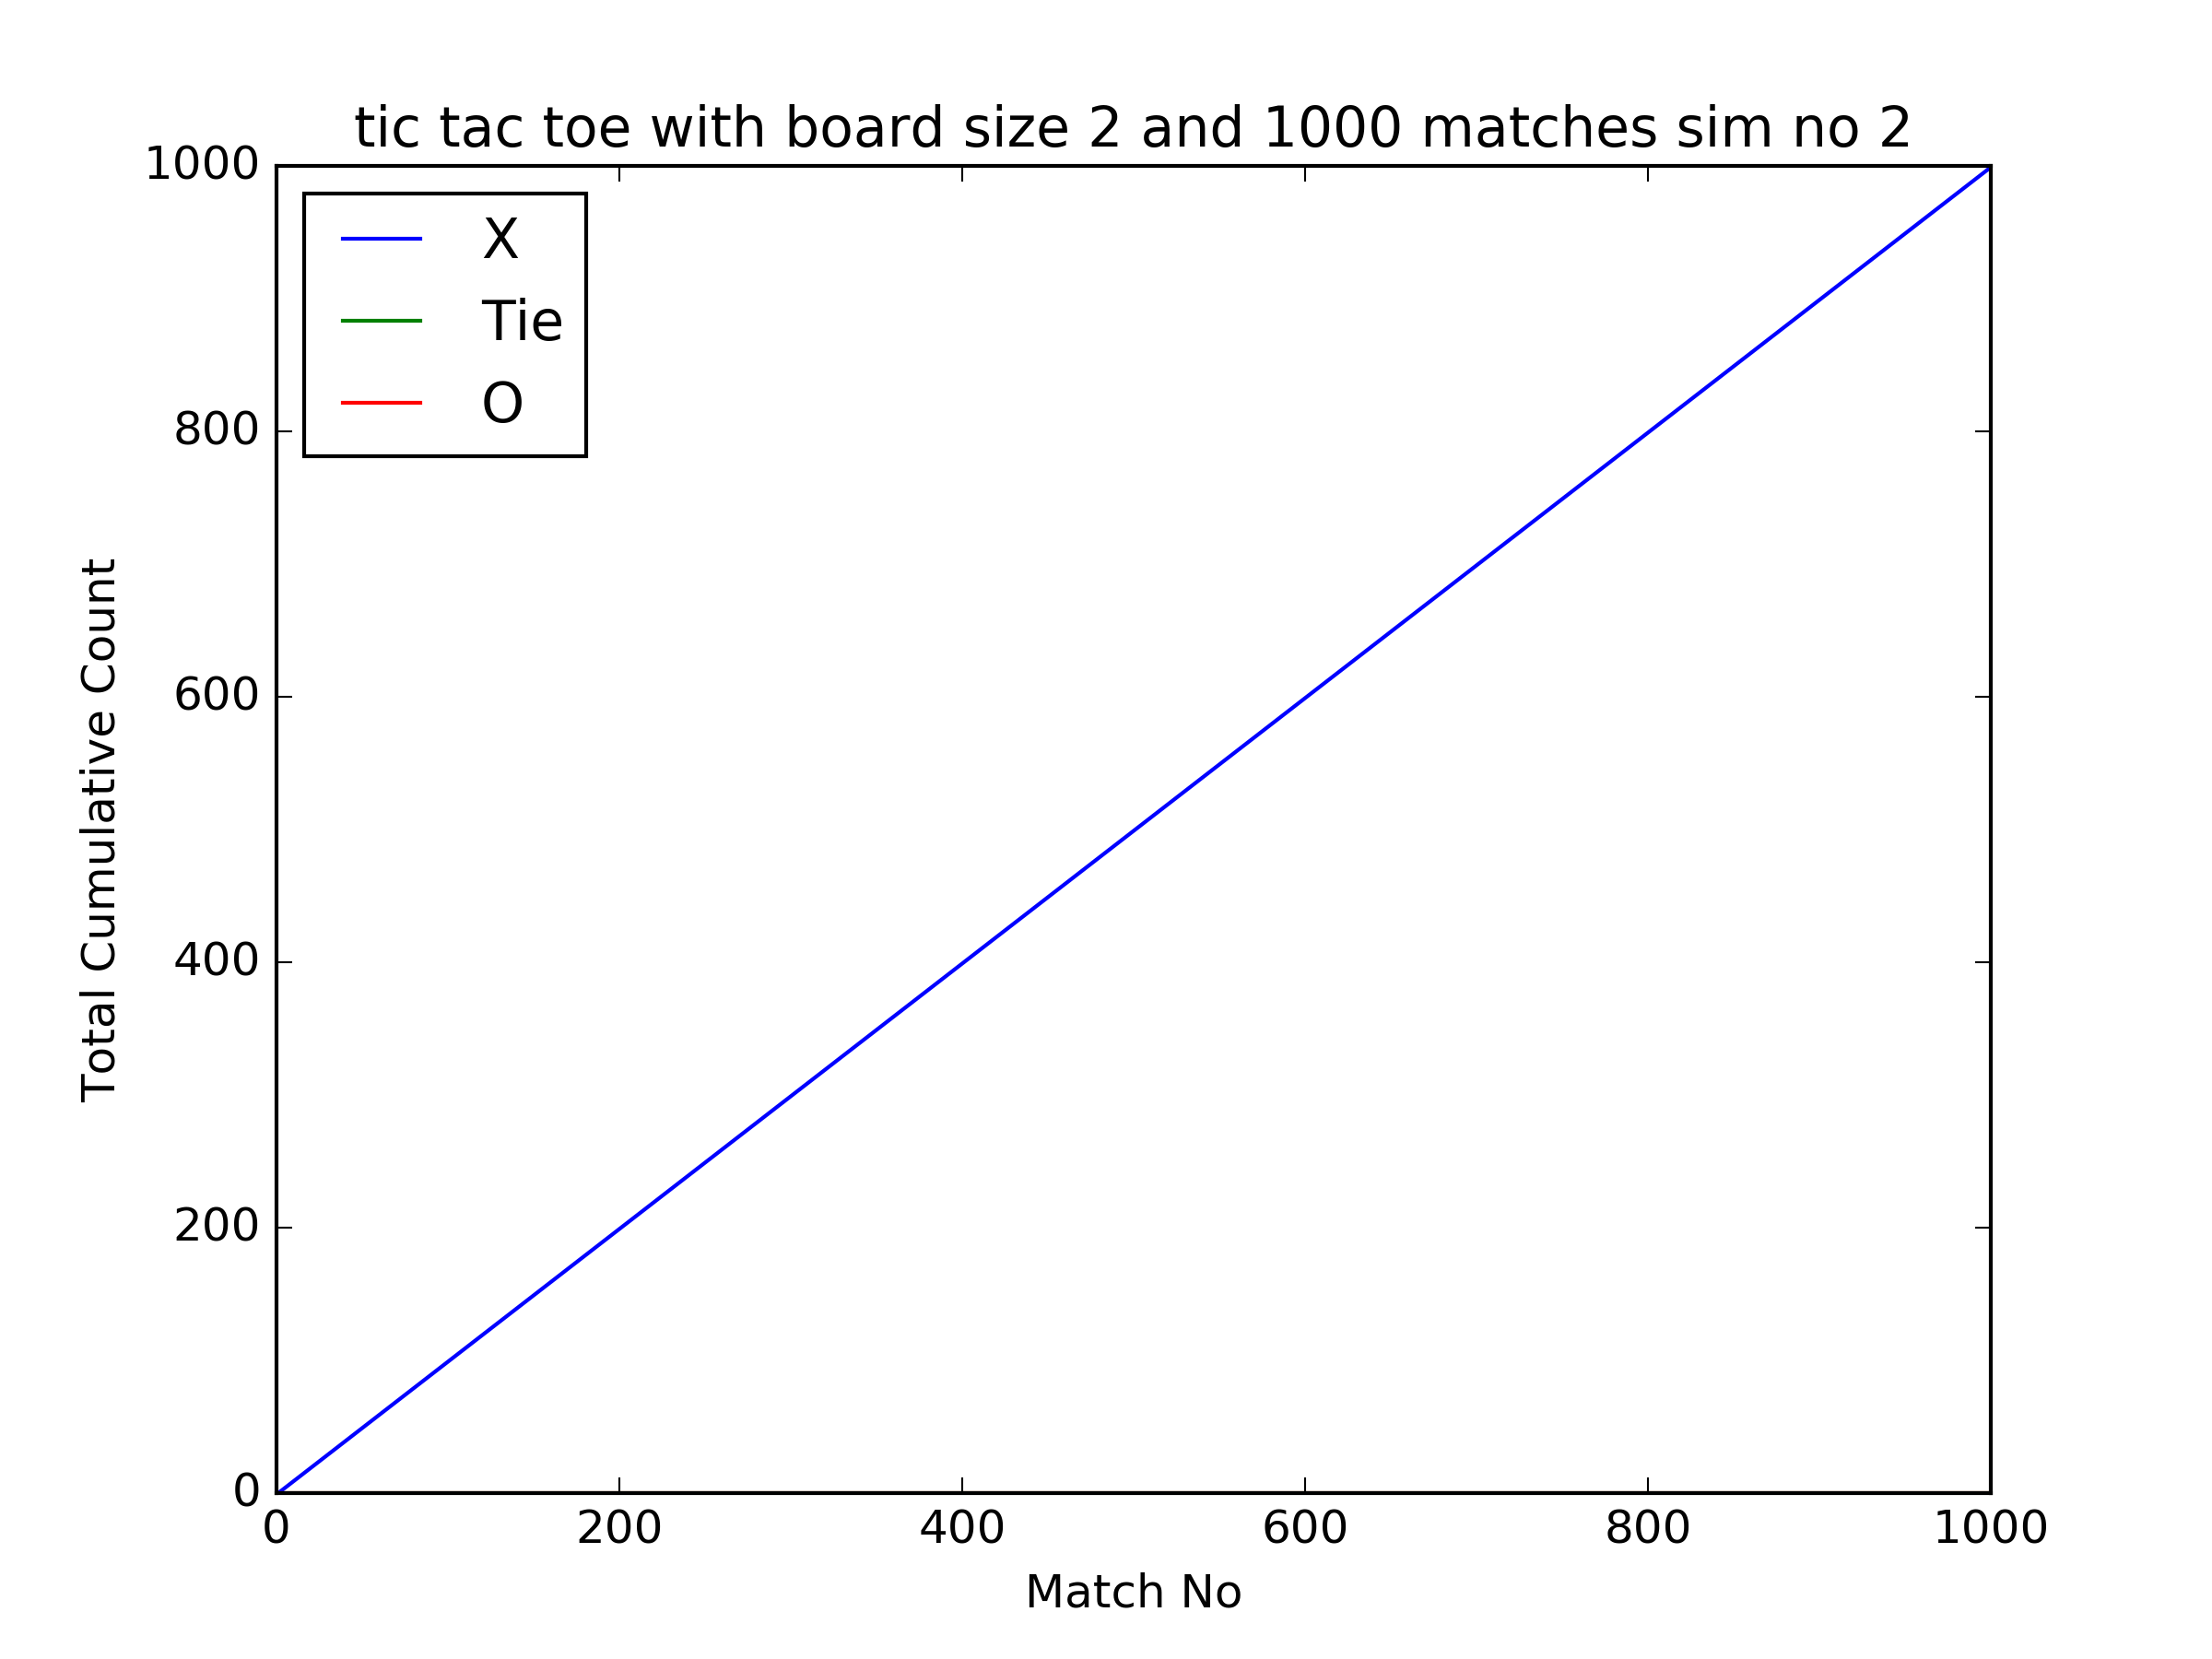 tic tac toe with board size 2 and 1000 matches sim no 2
1000
800
600
400
200
0
X
Tie
O
Total Cumulative Count
0 200 400 600 800 1000
Match No